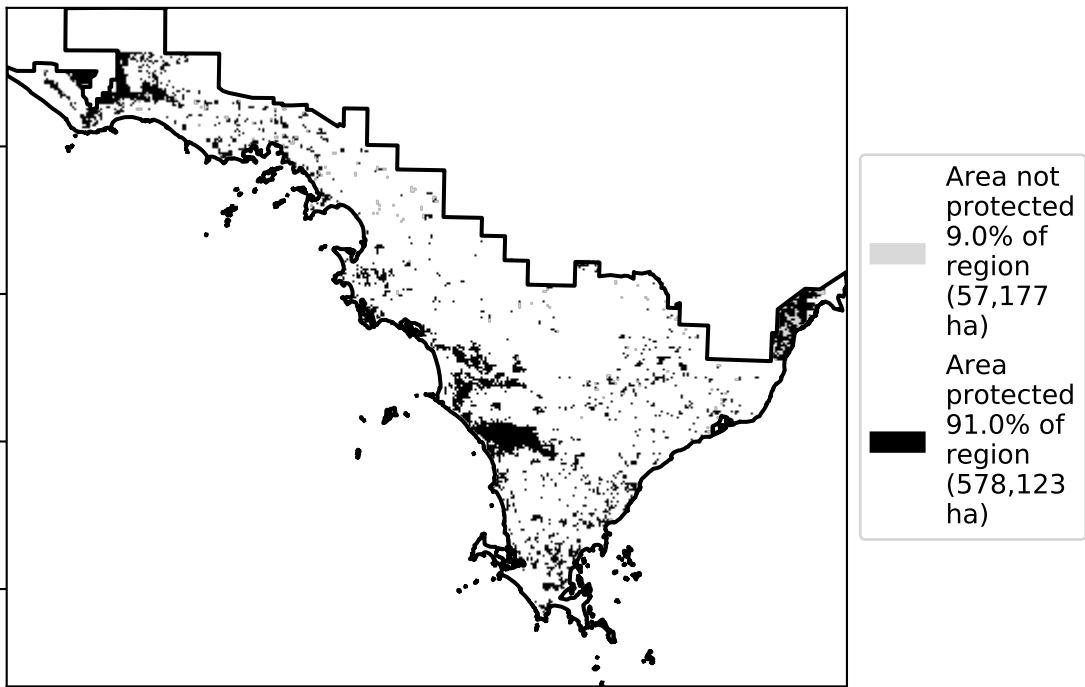 Area not
protected
9.0% of
region
(57,177
ha)
Area
protected
91.0% of
region
(578,123
ha)